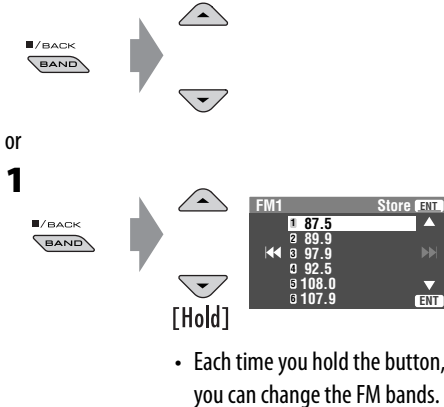 ■/BACK
BAND
or
1
■/BACK
BAND
[Hold]
FM1 Store ENT
1 87.5
2 89.9
3 97.9
4 92.5
5 108.0
6 107.9
ENT
• Each time you hold the button,
you can change the FM bands.